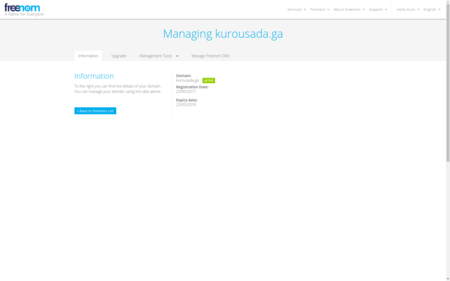 freenom
A Name for Everyone
Services Partners About Freenom Support Hello Kuro English
Managing kurousada.ga
Information Upgrade Management Tools Manage Freenom DNS
Information
To the right you can find the details of your domain.
You can manage your domain using the tabs above.
« Back to Domains List
Domain:
kurousada.ga ACTIVE
Registration Date:
23/05/2017
Expiry date:
23/05/2018